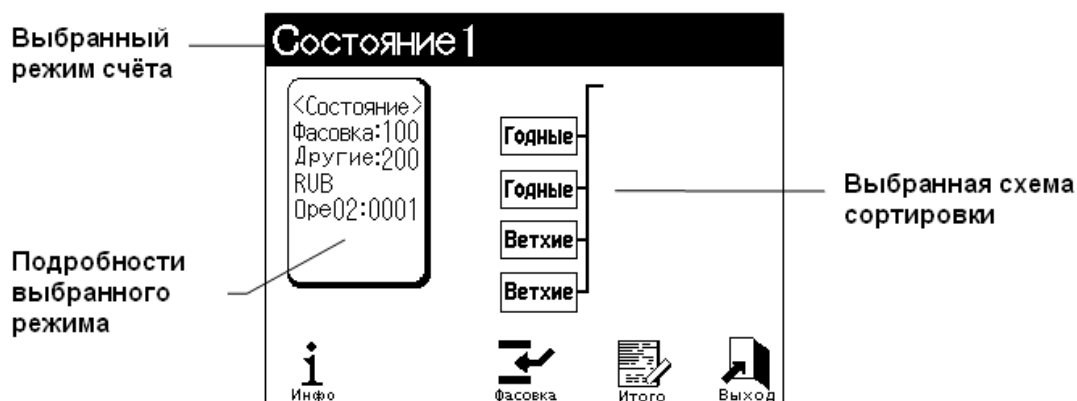 Выбранный
режим счёта
Состояние1
<Состояние>
Фасовка:100
Другие:200
RUB
Ope02:0001
Годные
Годные
Ветхие
Ветхие
Выбранная схема
сортировки
Подробности
выбранного
режима
Инфо
Фасовка
Итого
Выход